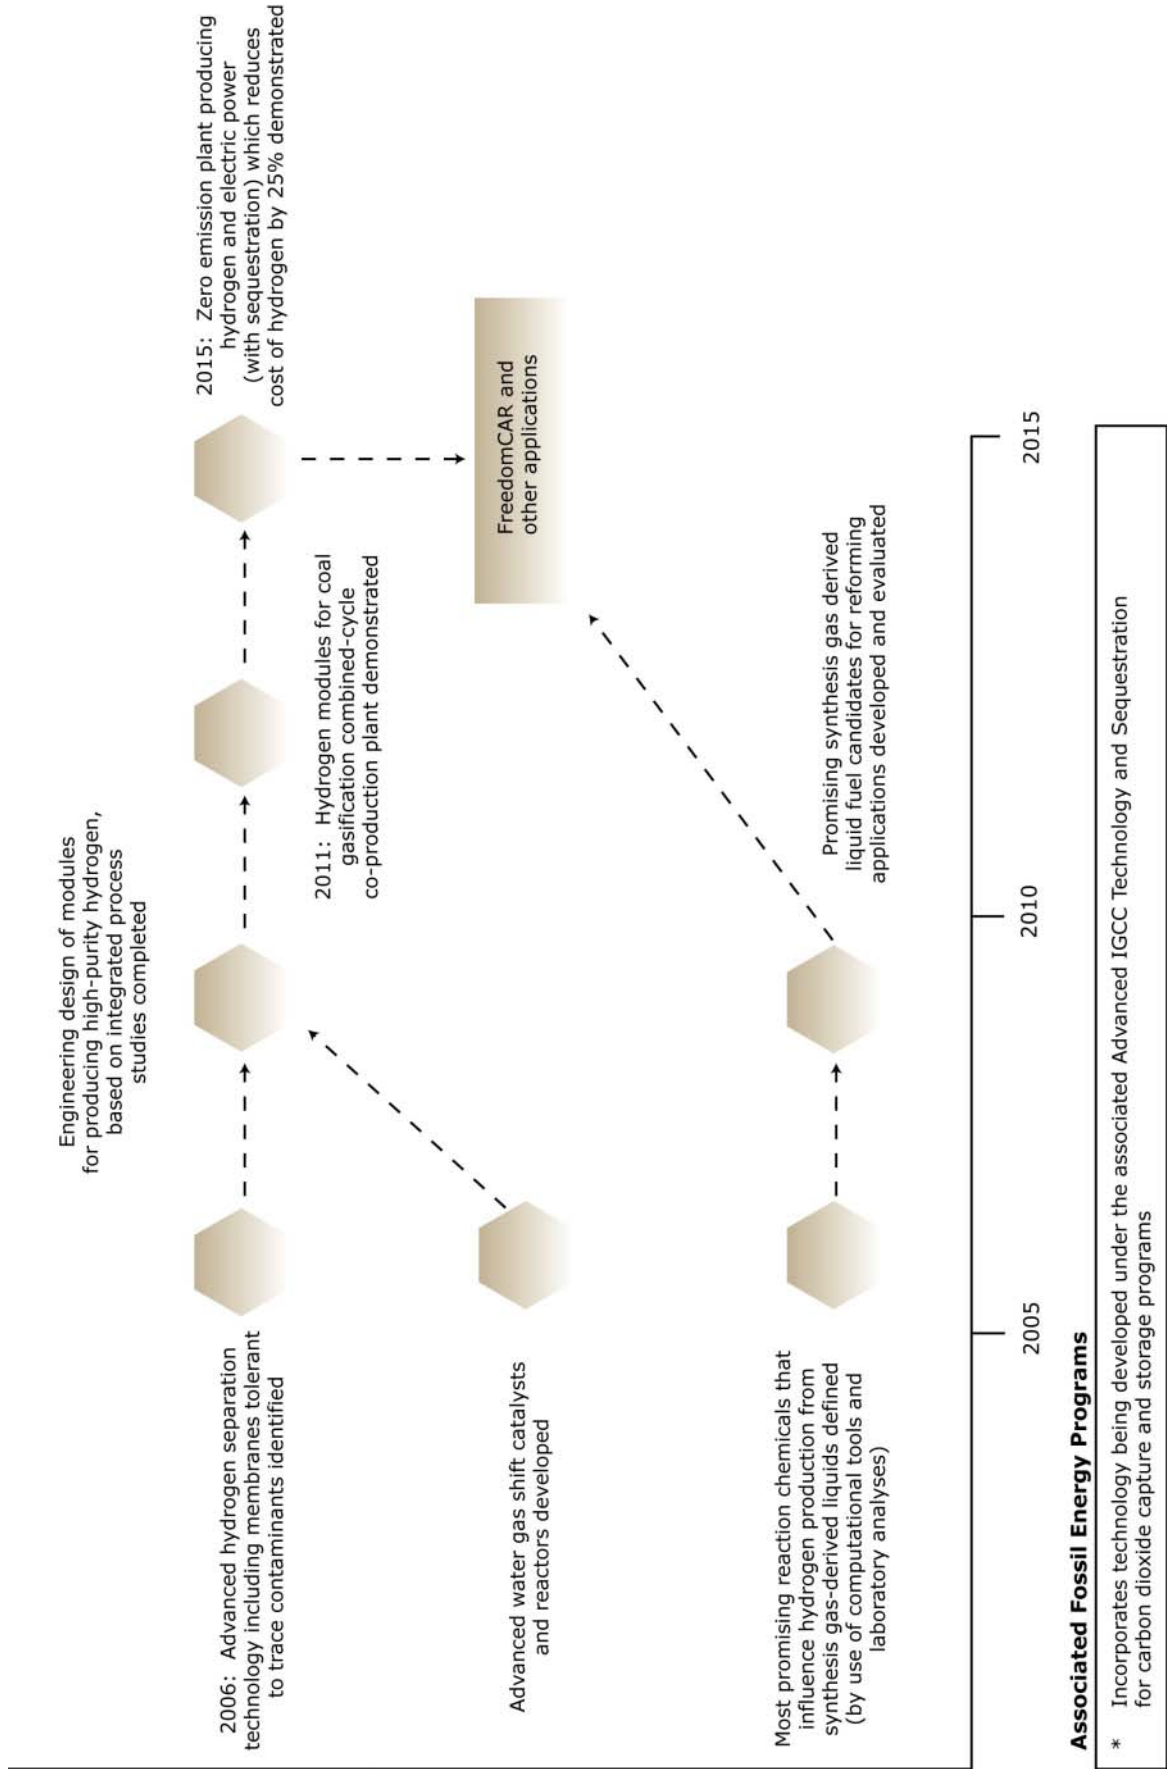 Engineering design of modules
for producing high-purity hydrogen,
based on integrated process
studies completed
2006: Advanced hydrogen separation
technology including membranes tolerant
to trace contaminants identified
2015: Zero emission plant producing
hydrogen and electric power
(with sequestration) which reduces
cost of hydrogen by 25% demonstrated
2011: Hydrogen modules for coal
gasification combined-cycle
co-production plant demonstrated
Advanced water gas shift catalysts
and reactors developed
FreedomCAR and
other applications
Most promising reaction chemicals that
influence hydrogen production from
synthesis gas-derived liquids defined
(by use of computational tools and
laboratory analyses)
Promising synthesis gas derived
liquid fuel candidates for reforming
applications developed and evaluated
2005
2010
2015
Associated Fossil Energy Programs
* Incorporates technology being developed under the associated Advanced IGCC Technology and Sequestration
for carbon dioxide capture and storage programs